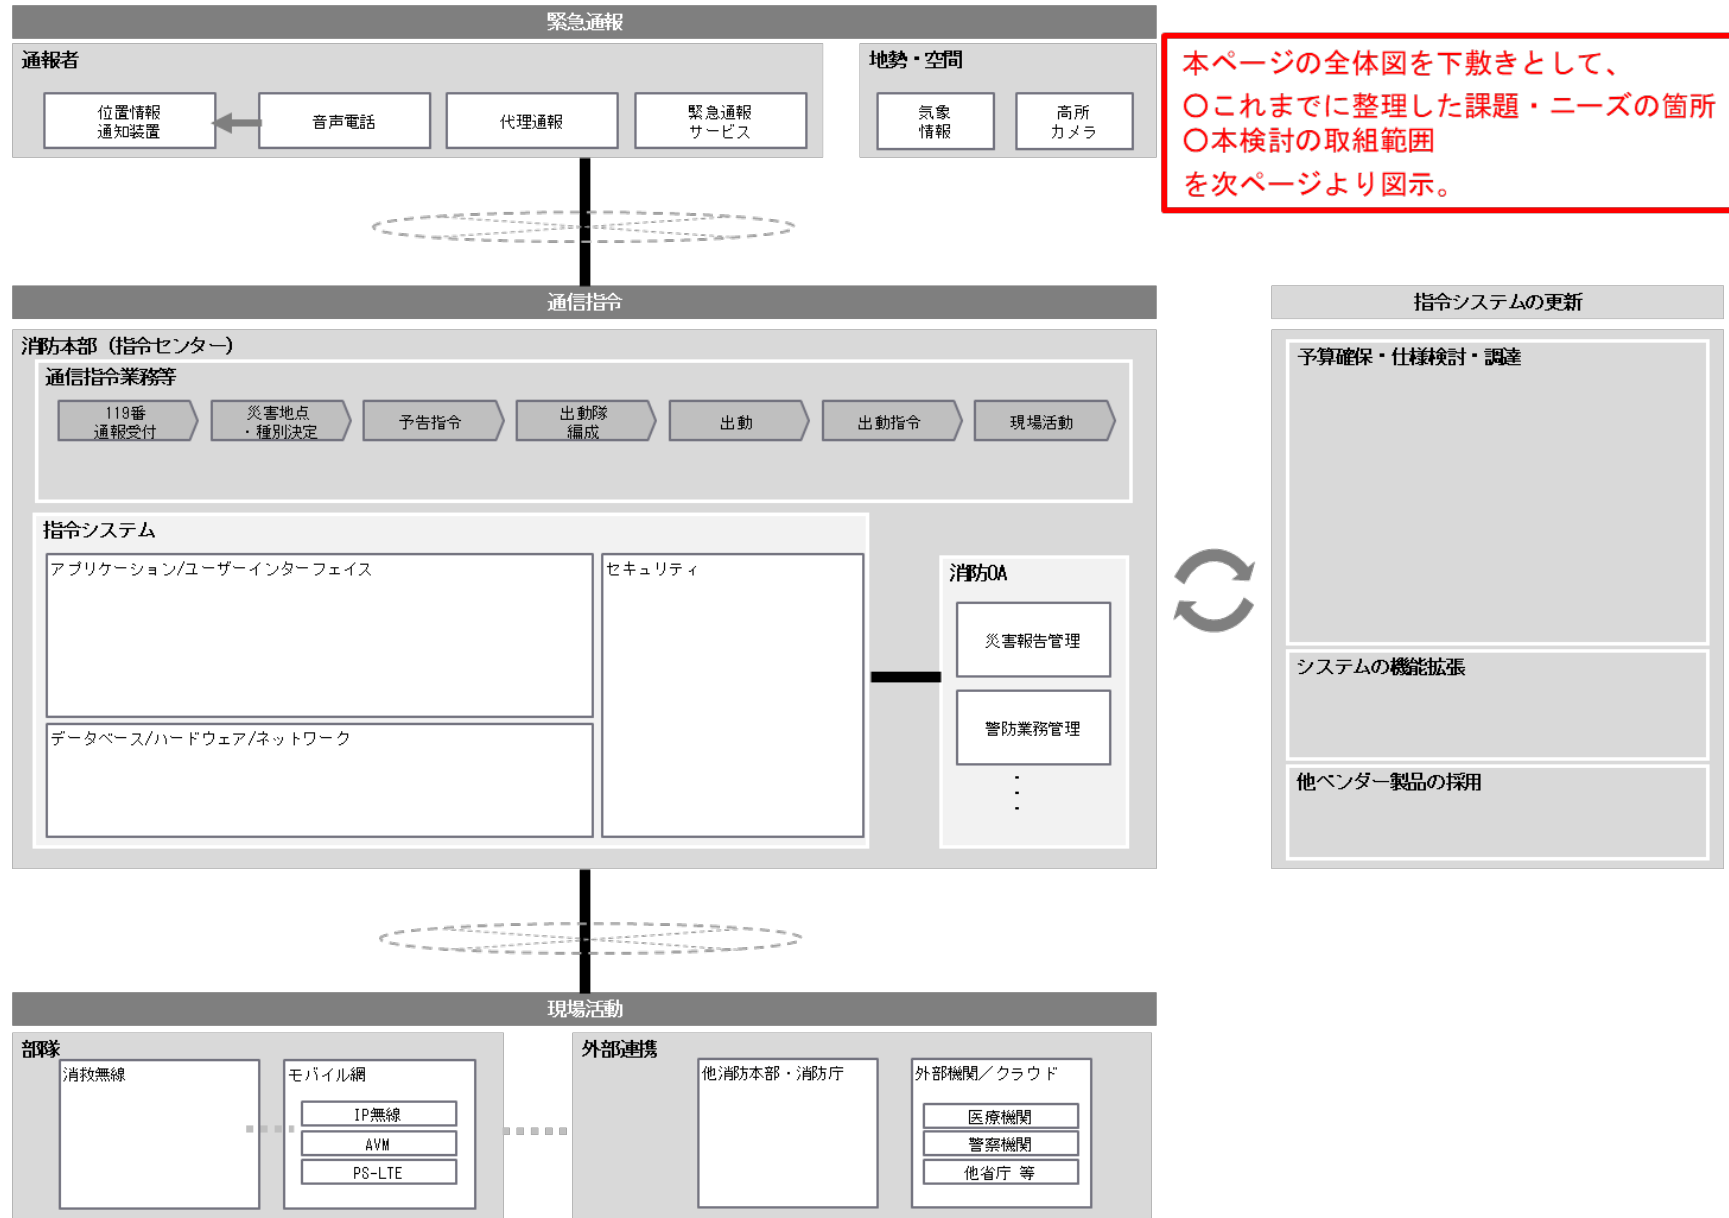 緊急通報
通報者
位置情報
通知装置
音声電話
代理通報
緊急通報
サービス
地勢・空間
気象
情報
高所
カメラ
本ページの全体図を下敷きとして、
〇これまでに整理した課題・ニーズの箇所
〇本検討の取組範囲
を次ページより図示。
通信指令
消防本部（指令センター）
通信指令業務等
119番
通報受付
災害地点
・種別決定
予告指令
出動隊
編成
出動
出動指令
現場活動
指令システム
アプリケーション/ユーザーインターフェイス
セキュリティ
データベース/ハードウェア/ネットワーク
消防OA
災害報告管理
警防業務管理
・
・
・
指令システムの更新
予算確保・仕様検討・調達
システムの機能拡張
他ベンダー製品の採用
現場活動
部隊
消救無線
モバイル網
IP無線
AVM
PS-LTE
外部連携
他消防本部・消防庁
外部機関／クラウド
医療機関
警察機関
他省庁 等